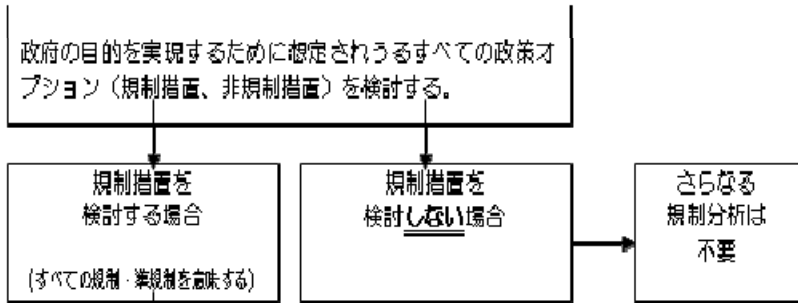 政府の目的を実現するために想定されうるすべての政策オ
プション（規制措置、非規制措置）を検討する。
規制措置を
検討する場合
(すべての規制・準規制を意味する)
規制措置を
検討しない場合
さらなる
規制分析は
不要